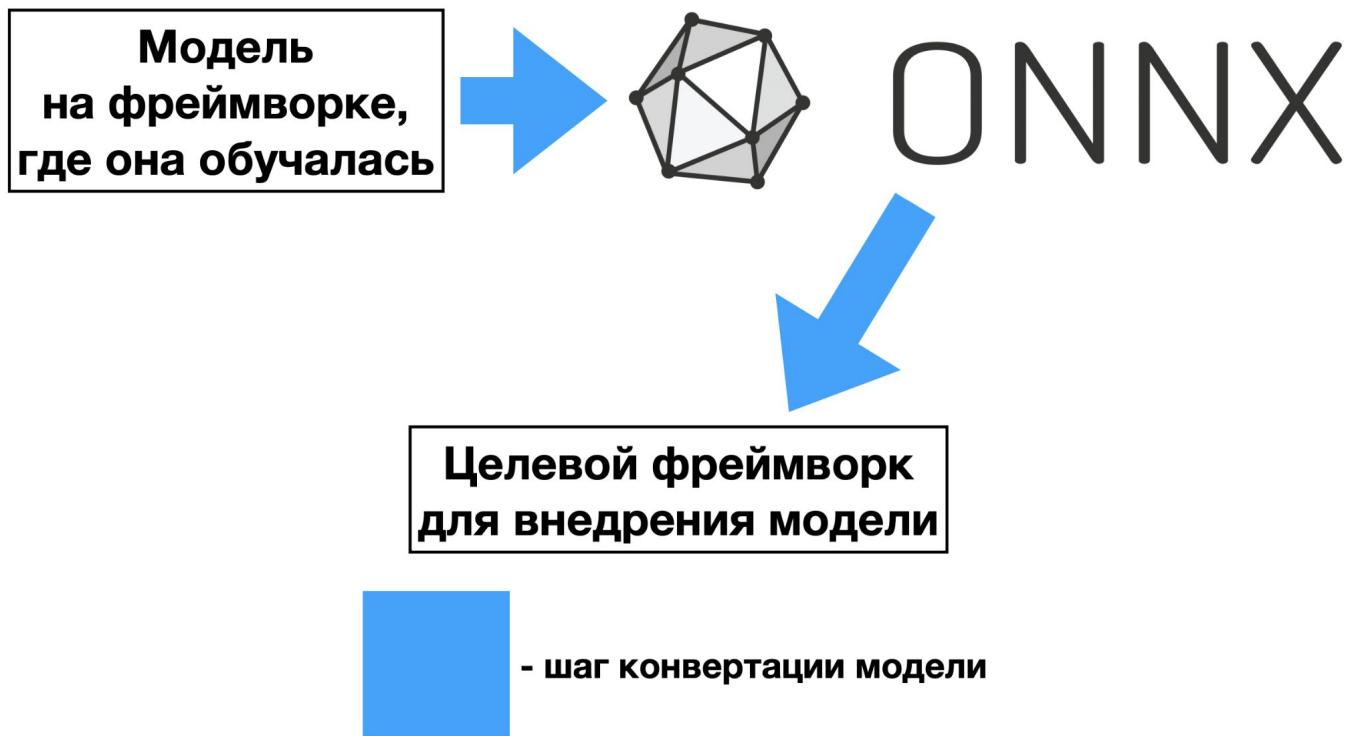 Модель
на фреймворке,
где она обучалась
ONNX
Целевой фреймворк
для внедрения модели
- шаг конвертации модели